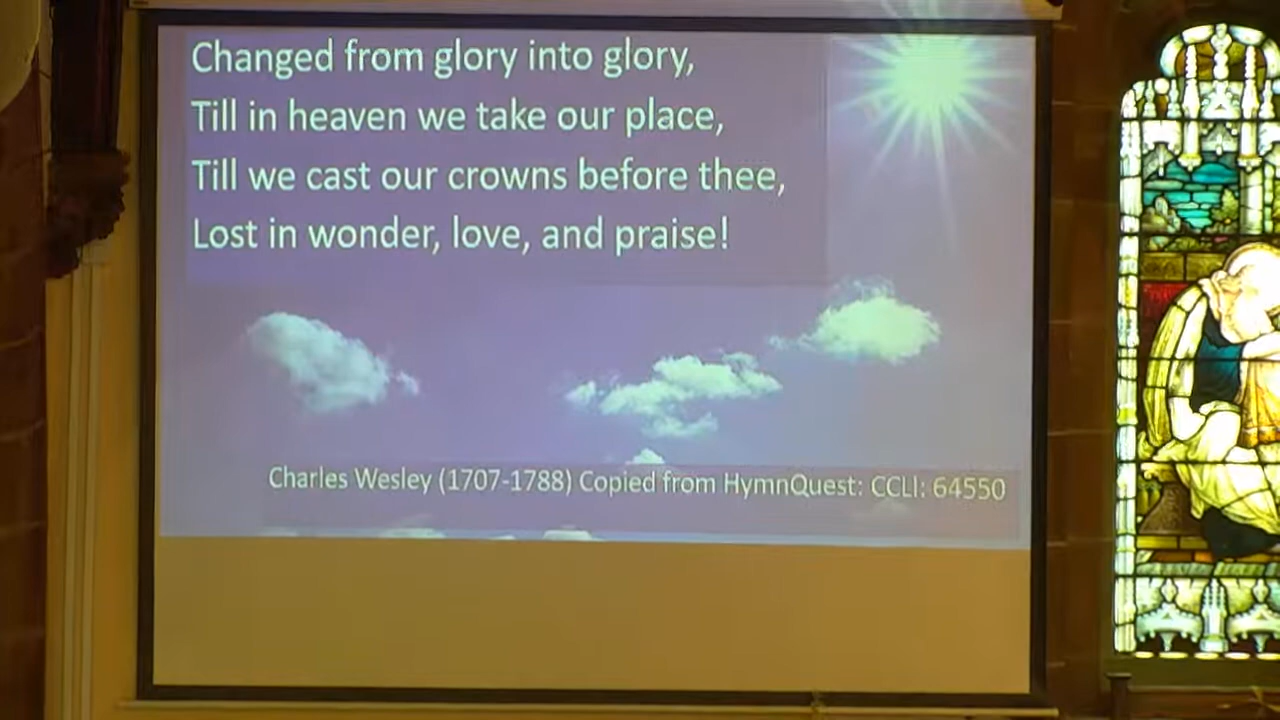 Changed from glory into glory,
Till in heaven we take our place,
Till we cast our crowns before thee,
Lost in wonder, love, and praise!
Charles Wesley (1707-1788) Copied from HymnQuest: CCLI: 64550